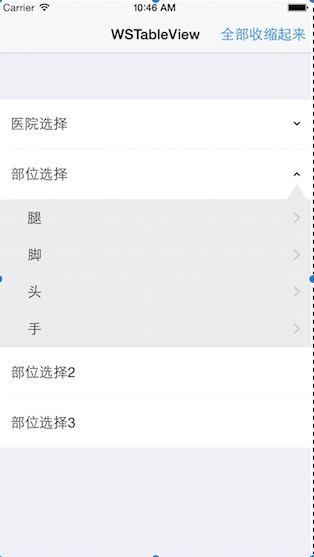 Carrier 10:46 AM
WSTableView 全部收缩起来
医院选择
部位选择
腿
脚
头
手
部位选择2
部位选择3